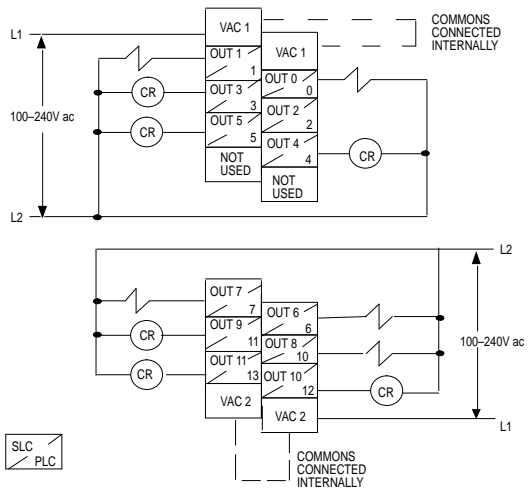 L1
VAC 1
COMMONS
CONNECTED
INTERNALLY
VAC 1
OUT 1
1
OUT 0
0
CR
OUT 3
3
OUT 2
2
100–240V ac
CR
OUT 5
5
OUT 4
4
CR
NOT
USED
NOT
USED
L2
L2
OUT 7
7
OUT 6
6
CR
OUT 9
11
OUT 8
10
100–240V ac
CR
OUT 11
13
OUT 10
12
CR
VAC 2
VAC 2
L1
SLC
PLC
COMMONS
CONNECTED
INTERNALLY